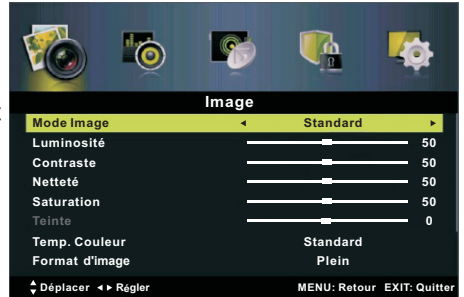 Image
Mode Image Standard
Luminosité 50
Contraste 50
Netteté 50
Saturation 50
Teinte 0
Temp. Couleur Standard
Format d'image Plein
Déplacer Régler MENU: Retour EXIT: Quitter